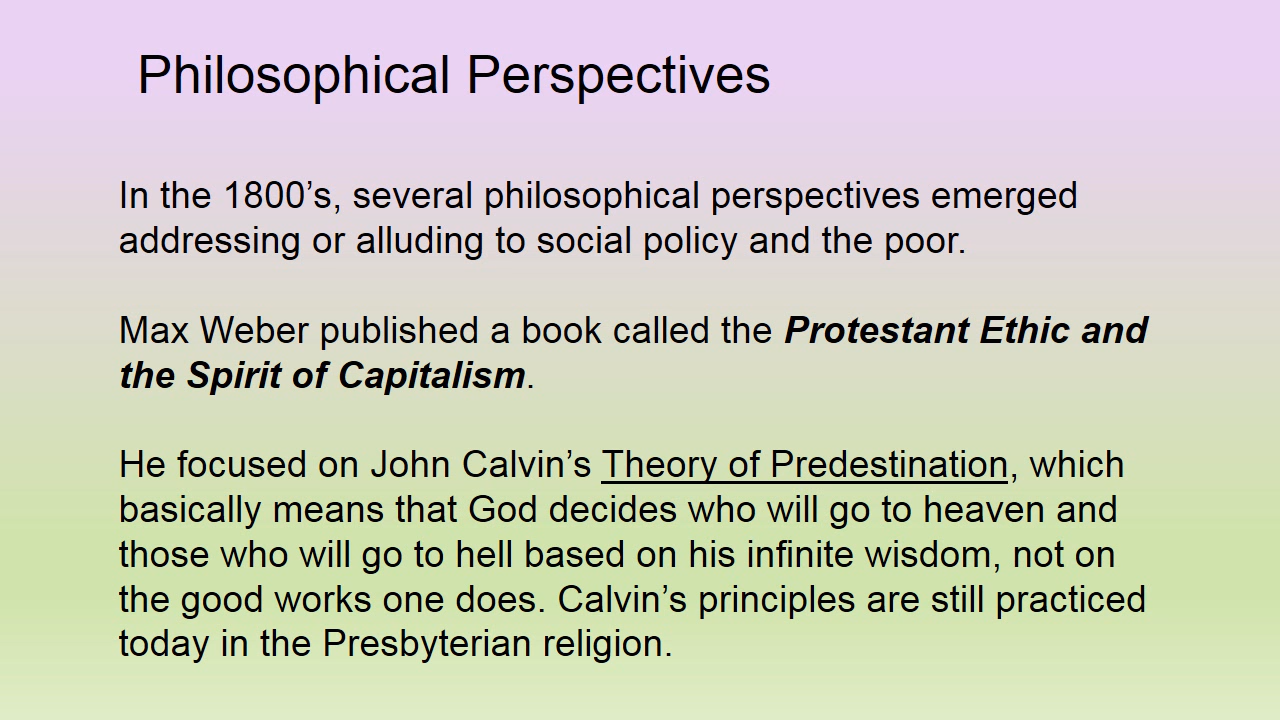 Philosophical Perspectives
In the 1800’s, several philosophical perspectives emerged
addressing or alluding to social policy and the poor.
Max Weber published a book called the Protestant Ethic and
the Spirit of Capitalism.
He focused on John Calvin’s Theory of Predestination, which
basically means that God decides who will go to heaven and
those who will go to hell based on his infinite wisdom, not on
the good works one does. Calvin’s principles are still practiced
today in the Presbyterian religion.